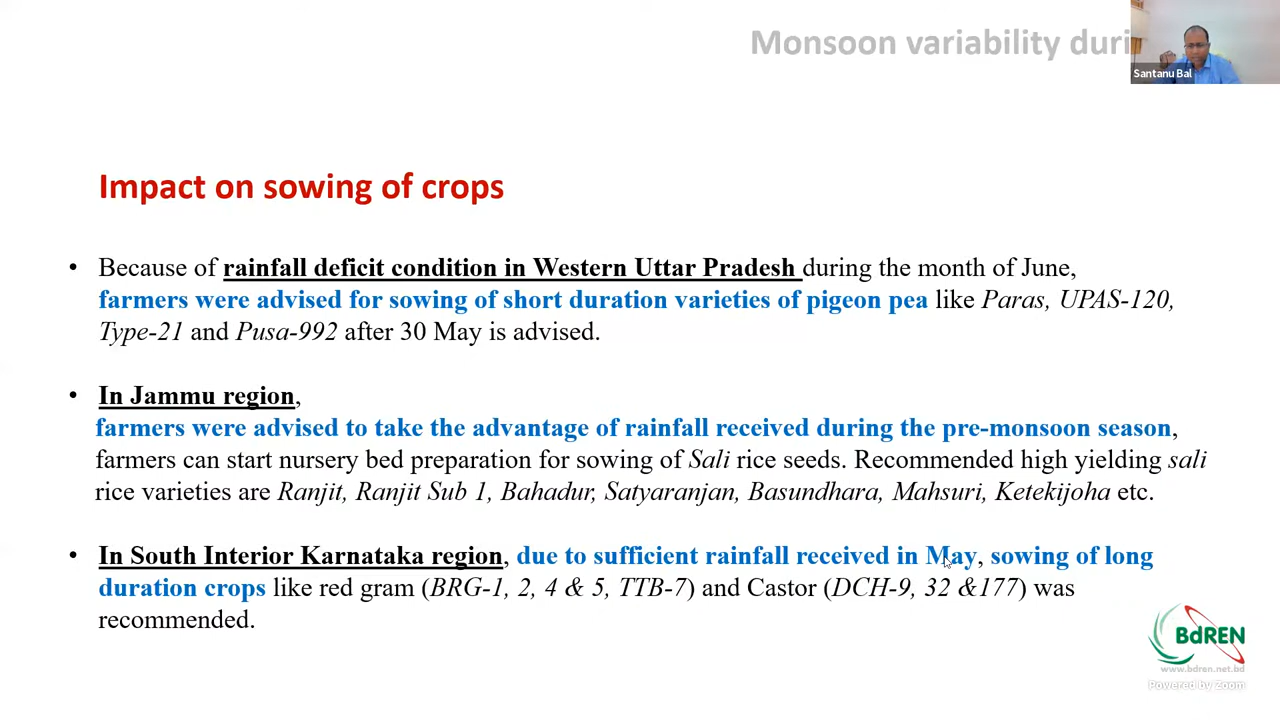 Monsoon variability duri
Santanu Bal
Impact on sowing of crops
• Because of rainfall deficit condition in Western Uttar Pradesh during the month of June,
farmers were advised for sowing of short duration varieties of pigeon pea like Paras, UPAS-120,
Type-21 and Pusa-992 after 30 May is advised.
• In Jammu region,
farmers were advised to take the advantage of rainfall received during the pre-monsoon season,
farmers can start nursery bed preparation for sowing of Sali rice seeds. Recommended high yielding sali
rice varieties are Ranjit, Ranjit Sub 1, Bahadur, Satyaranjan, Basundhara, Mahsuri, Ketekijoha etc.
• In South Interior Karnataka region, due to sufficient rainfall received in May, sowing of long
duration crops like red gram (BRG-1, 2, 4 & 5, TTB-7) and Castor (DCH-9, 32 &177) was
recommended.
BdREN
www.bdren.net.bd
Powered by Zoom